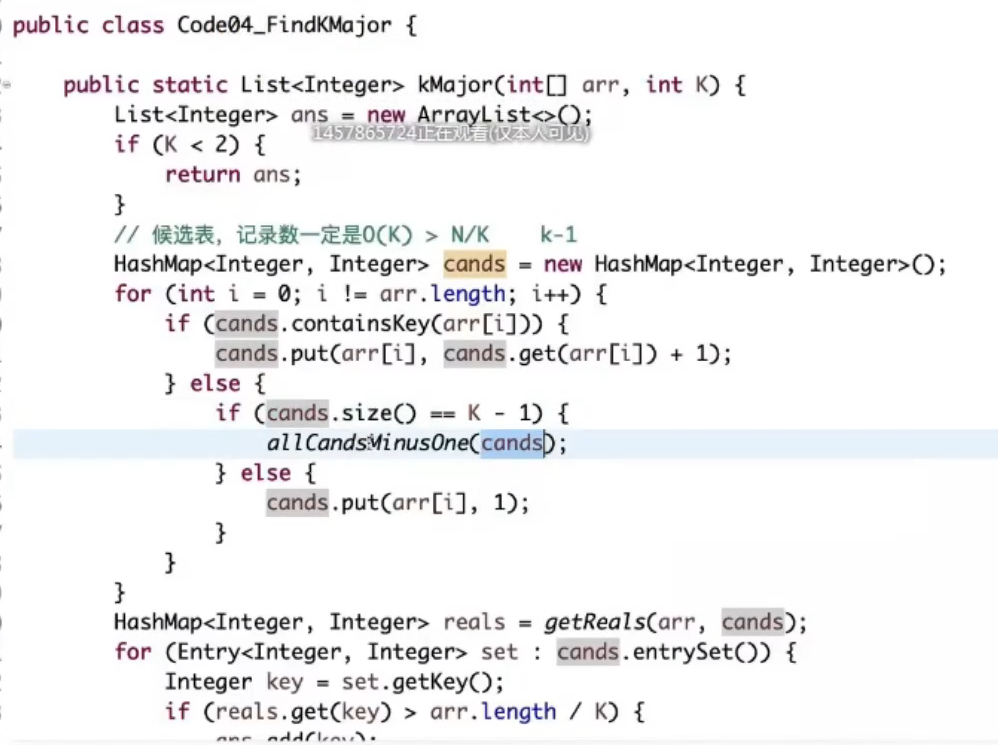 public class Code04_FindKMajor {
public static List<Integer> kMajor(int[] arr, int K) {
List<Integer> ans = new ArrayList<>();
1457865724正在观看(仅本人可见)
if (K < 2) {
return ans;
}
// 候选表，记录数一定是O(K) > N/K k-1
HashMap<Integer, Integer> cands = new HashMap<Integer, Integer>();
for (int i = 0; i != arr.length; i++) {
if (cands.containsKey(arr[i])) {
cands.put(arr[i], cands.get(arr[i]) + 1);
} else {
if (cands.size() == K - 1) {
allCandsMinusOne(cands);
} else {
cands.put(arr[i], 1);
}
}
}
HashMap<Integer, Integer> reals = getReals(arr, cands);
for (Entry<Integer, Integer> set : cands.entrySet()) {
Integer key = set.getKey();
if (reals.get(key) > arr.length / K) {
ans.add(key);